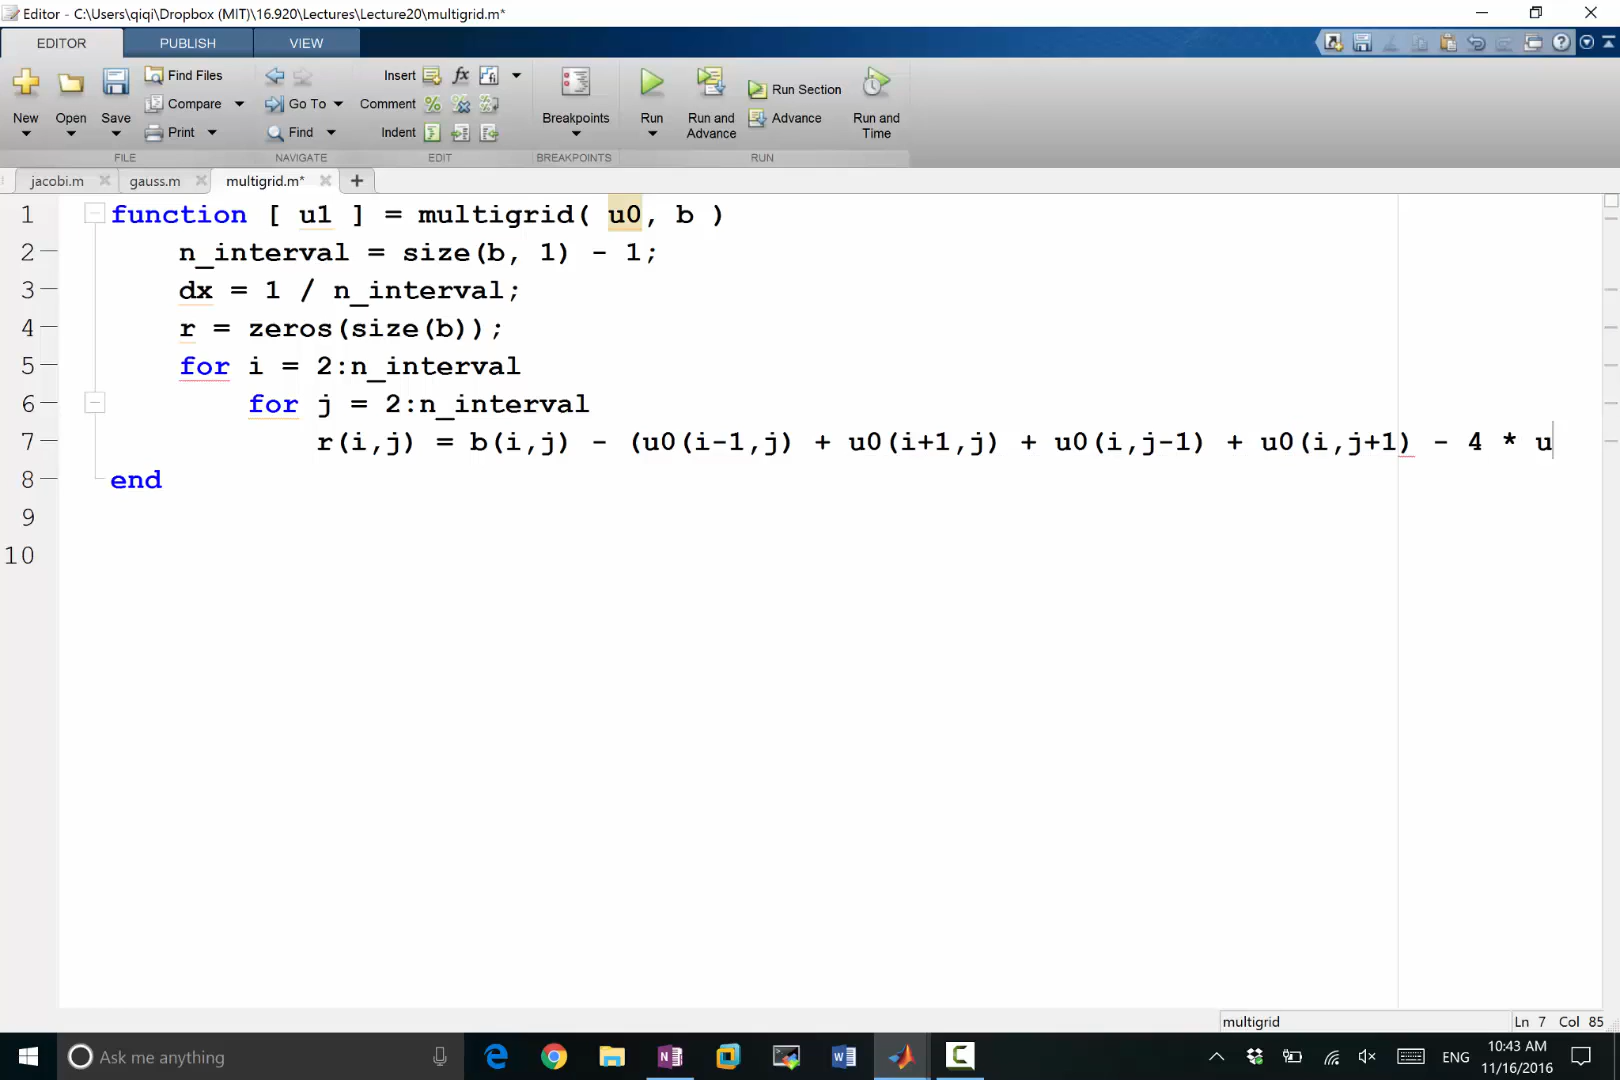 Editor - C:\Users\qiqi\Dropbox (MIT)\16.920\Lectures\Lecture20\multigrid.m*
EDITOR PUBLISH VIEW
New Open Save
Find Files
Compare
Print
Go To
Find
Insert
Comment
Indent
Breakpoints
Run
Run and Advance
Run Section
Advance
Run and Time
FILE NAVIGATE EDIT BREAKPOINTS RUN
jacobi.m gauss.m multigrid.m* +
1 function [ u1 ] = multigrid( u0, b )
2 n_interval = size(b, 1) - 1;
3 dx = 1 / n_interval;
4 r = zeros(size(b));
5 for i = 2:n_interval
6 for j = 2:n_interval
7 r(i,j) = b(i,j) - (u0(i-1,j) + u0(i+1,j) + u0(i,j-1) + u0(i,j+1) - 4 * u
8 end
9
10
multigrid Ln 7 Col 85
Ask me anything
ENG
10:43 AM
11/16/2016